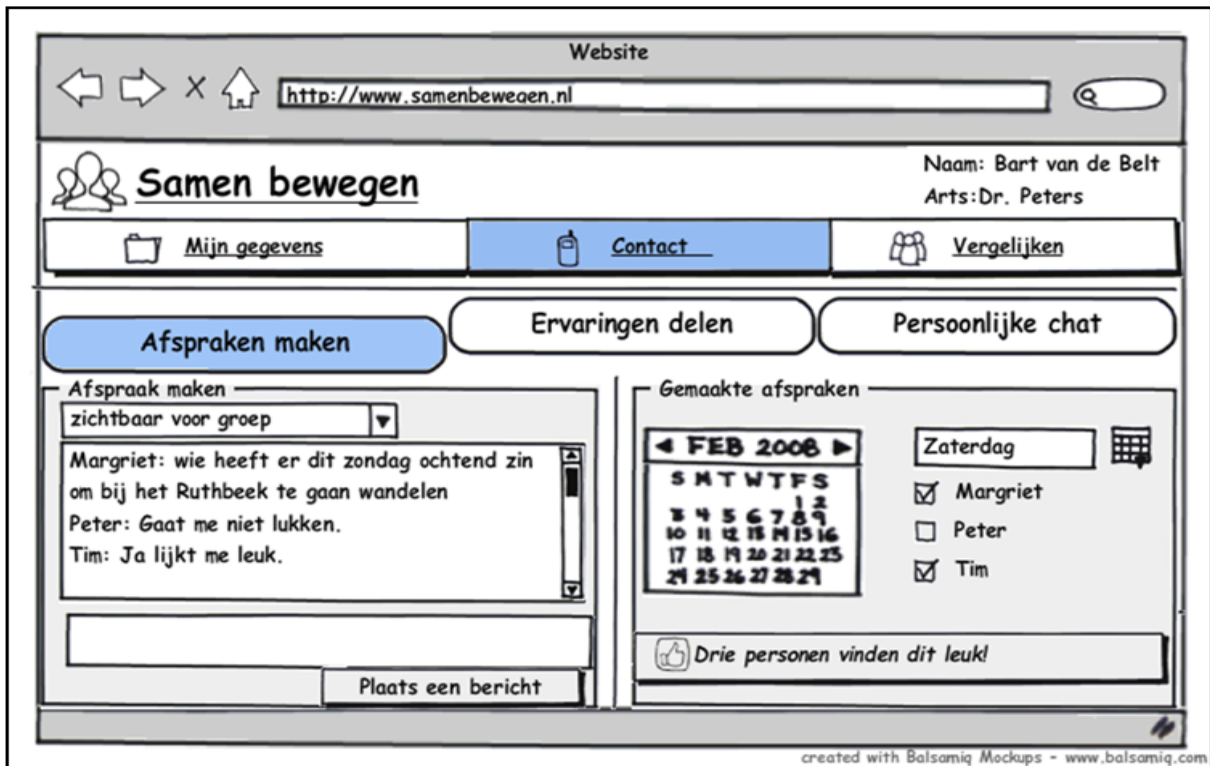 Website
http://www.samenbewegen.nl
Samen bewegen
Naam: Bart van de Belt
Arts:Dr. Peters
Mijn gegevens
Contact
Vergelijken
Afspraken maken
Ervaringen delen
Persoonlijke chat
Afspraak maken
zichtbaar voor groep
Margriet: wie heeft er dit zondag ochtend zin
om bij het Ruthbeek te gaan wandelen
Peter: Gaat me niet lukken.
Tim: Ja lijkt me leuk.
Plaats een bericht
Gemaakte afspraken
FEB 2008
S M T W T F S
1 2
3 4 5 6 7 8 9
10 11 12 13 14 15 16
17 18 19 20 21 22 23
24 25 26 27 28 29
Zaterdag
Margriet
Peter
Tim
Drie personen vinden dit leuk!
created with Balsamiq Mockups - www.balsamiq.com